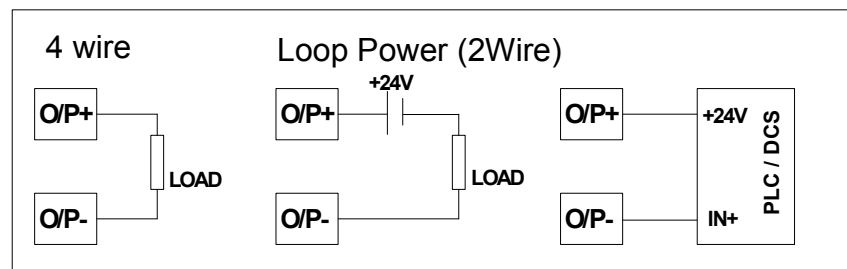 4 wire
Loop Power (2Wire)
+24V
O/P+
LOAD
O/P-
O/P+
LOAD
O/P-
O/P+
+24V
PLC / DCS
O/P-
IN+